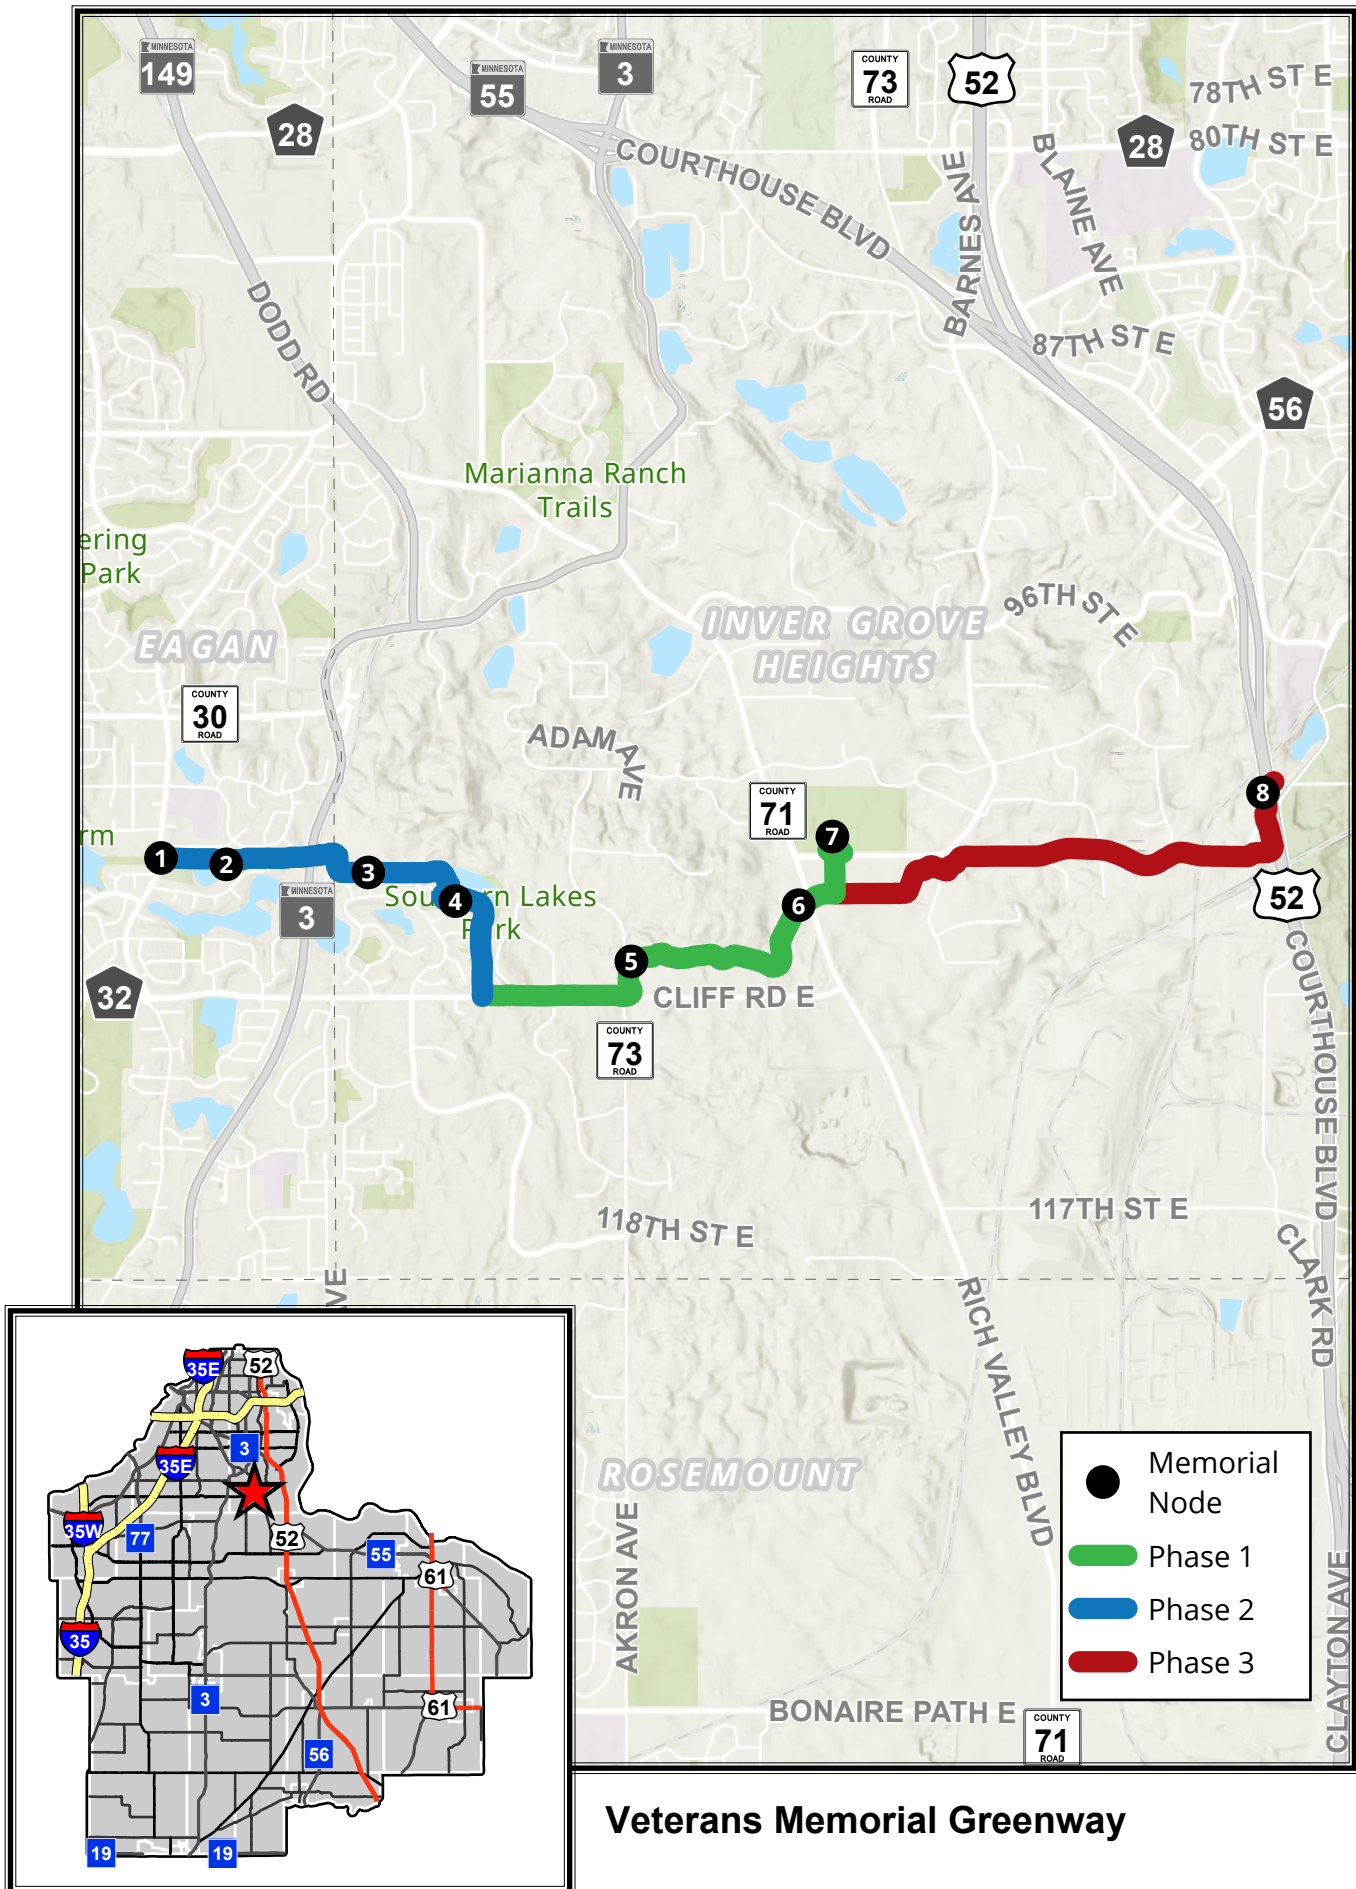 MINNESOTA
149
MINNESOTA
55
MINNESOTA
3
COUNTY
73
ROAD
52
28
78TH ST E
28
80TH ST E
COURTHOUSE BLVD
BARNES AVE
BLAINE AVE
87TH ST E
DODD RD
56
Marianna Ranch
Trails
ering
Park
96TH ST E
EAGAN
INVER GROVE
HEIGHTS
COUNTY
30
ROAD
ADAM AVE
COUNTY
71
ROAD
rm
1
2
3
4
5
6
7
8
MINNESOTA
3
Sou
rn Lakes
P
rk
52
32
CLIFF RD E
COUNTY
73
ROAD
COURTHOUSE BLVD
118TH ST E
117TH ST E
CLARK RD
VE
RICH VALLEY BLVD
ROSEMOUNT
AKRON AVE
CLAYTON AVE
BONAIRE PATH E
COUNTY
71
ROAD
Memorial
Node
Phase 1
Phase 2
Phase 3
35E
52
3
35E
35W
77
52
55
61
35
3
61
56
19
19
Veterans Memorial Greenway